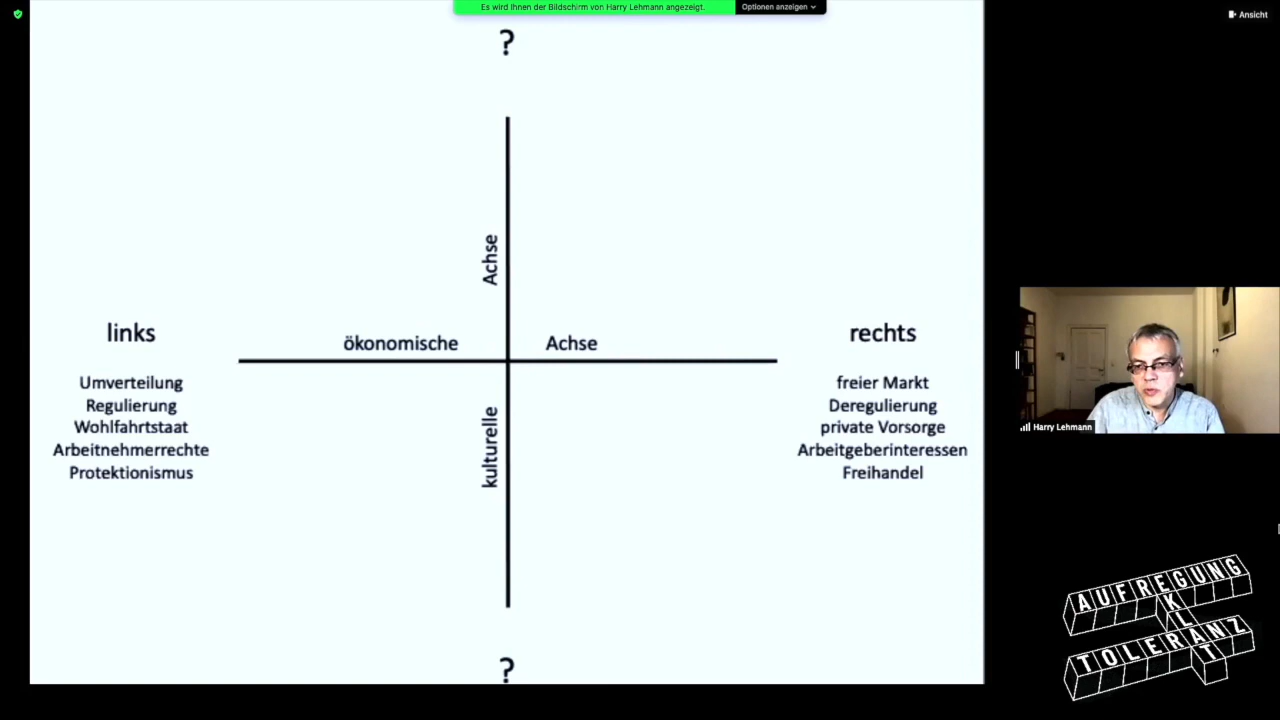 Es wird Ihnen der Bildschirm von Harry Lehmann angezeigt.
Optionen anzeigen
Ansicht
?
kulturelle Achse
ökonomische Achse
links
Umverteilung
Regulierung
Wohlfahrtstaat
Arbeitnehmerrechte
Protektionismus
rechts
freier Markt
Deregulierung
private Vorsorge
Arbeitgeberinteressen
Freihandel
?
Harry Lehmann
AUFREGUNG
EKLAT
TOLERANZ